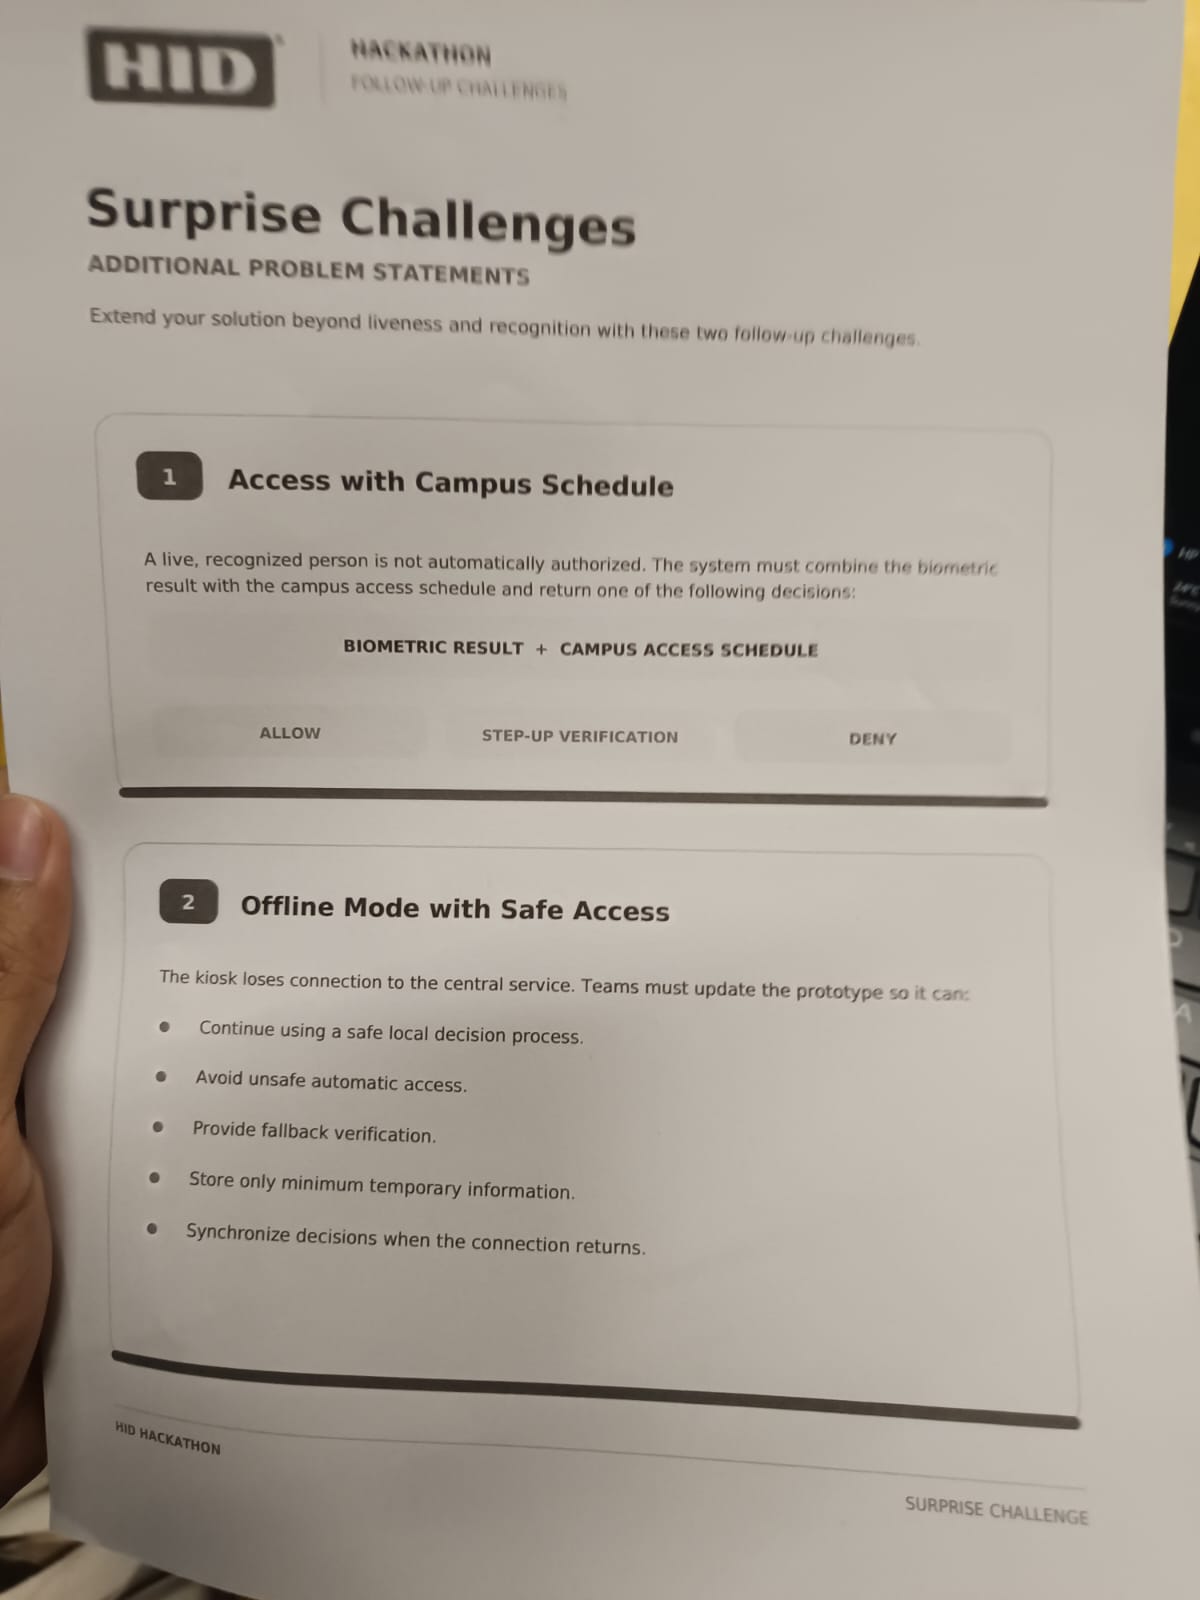 HID
HACKATHON
FOLLOW-UP CHALLENGES
Surprise Challenges
ADDITIONAL PROBLEM STATEMENTS
Extend your solution beyond liveness and recognition with these two follow-up challenges.
1 Access with Campus Schedule
A live, recognized person is not automatically authorized. The system must combine the biometric
result with the campus access schedule and return one of the following decisions:
BIOMETRIC RESULT + CAMPUS ACCESS SCHEDULE
ALLOW STEP-UP VERIFICATION DENY
2 Offline Mode with Safe Access
The kiosk loses connection to the central service. Teams must update the prototype so it can:
• Continue using a safe local decision process.
• Avoid unsafe automatic access.
• Provide fallback verification.
• Store only minimum temporary information.
• Synchronize decisions when the connection returns.
HID HACKATHON
SURPRISE CHALLENGE